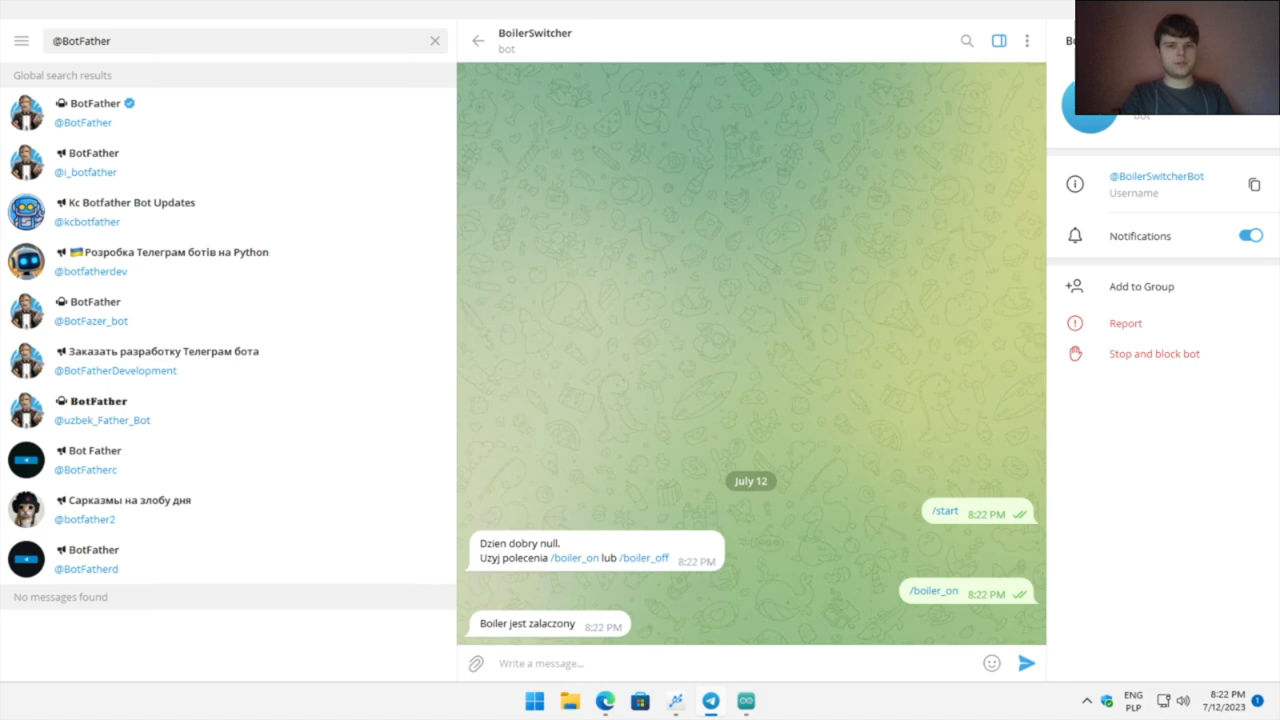 @BotFather
Global search results
BotFather
@BotFather
BotFather
@i_botfather
Kc Botfather Bot Updates
@kcbotfather
Розробка Телеграм ботів на Python
@botfatherdev
BotFather
@BotFazer_bot
Заказать разработку Телеграм бота
@BotFatherDevelopment
BotFather
@uzbek_Father_Bot
Bot Father
@BotFatherc
Сарказмы на злобу дня
@botfather2
BotFather
@BotFatherd
No messages found
BoilerSwitcher
bot
July 12
/start 8:22 PM
Dzien dobry null.
Uzyj polecenia /boiler_on lub /boiler_off 8:22 PM
/boiler_on 8:22 PM
Boiler jest zalaczony 8:22 PM
Write a message...
bot
@BoilerSwitcherBot
Username
Notifications
Add to Group
Report
Stop and block bot
ENG
PLP
8:22 PM
7/12/2023
1